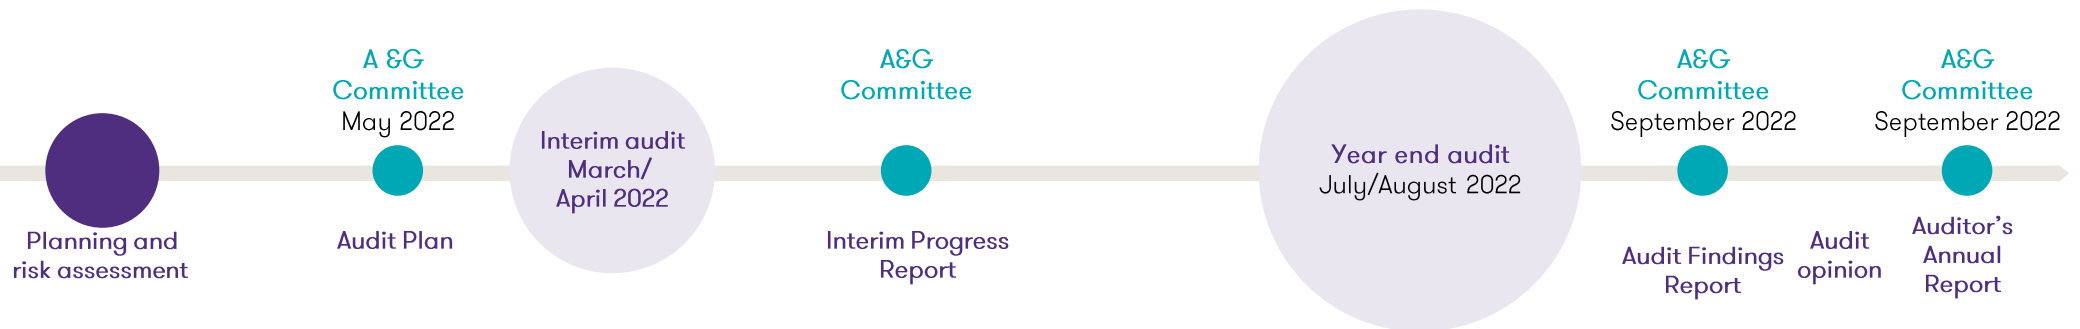 A &G
Committee
May 2022
A&G
Committee
A&G
Committee
September 2022
A&G
Committee
September 2022
Interim audit
March/
April 2022
Year end audit
July/August 2022
Planning and
risk assessment
Audit Plan
Interim Progress
Report
Audit Findings
Report
Audit
opinion
Auditor’s
Annual
Report